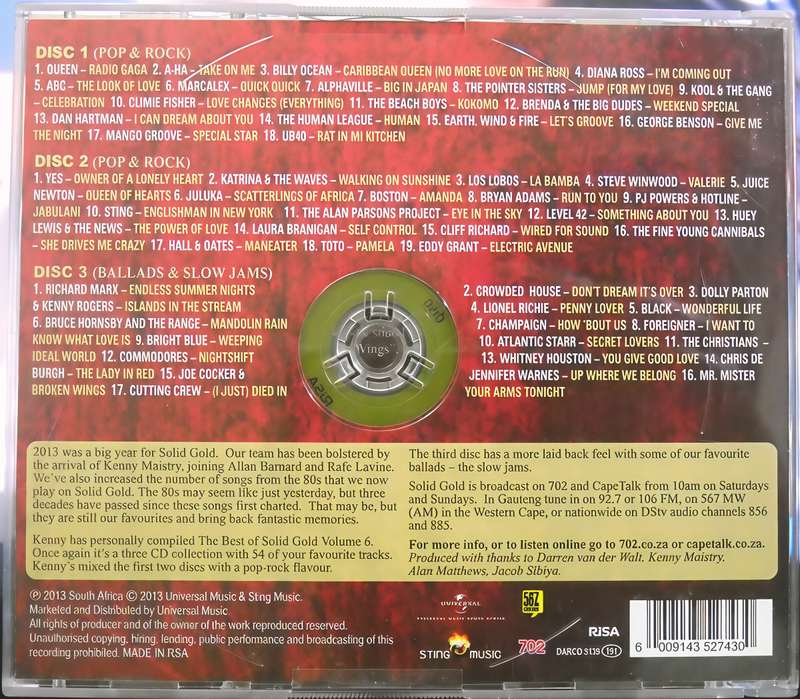 DISC 1 (POP & ROCK)
1. QUEEN – RADIO GAGA 2. A-HA – TAKE ON ME 3. BILLY OCEAN – CARIBBEAN QUEEN (NO MORE LOVE ON THE RUN) 4. DIANA ROSS – I'M COMING OUT
5. ABC – THE LOOK OF LOVE 6. MARCALEX – QUICK QUICK 7. ALPHAVILLE – BIG IN JAPAN 8. THE POINTER SISTERS – JUMP (FOR MY LOVE) 9. KOOL & THE GANG
– CELEBRATION 10. CLIMIE FISHER – LOVE CHANGES (EVERYTHING) 11. THE BEACH BOYS – KOKOMO 12. BRENDA & THE BIG DUDES – WEEKEND SPECIAL
13. DAN HARTMAN – I CAN DREAM ABOUT YOU 14. THE HUMAN LEAGUE – HUMAN 15. EARTH. WIND & FIRE – LET'S GROOVE 16. GEORGE BENSON – GIVE ME
THE NIGHT 17. MANGO GROOVE – SPECIAL STAR 18. UB40 – RAT IN MI KITCHEN
DISC 2 (POP & ROCK)
1. YES – OWNER OF A LONELY HEART 2. KATRINA & THE WAVES – WALKING ON SUNSHINE 3. LOS LOBOS – LA BAMBA 4. STEVE WINWOOD – VALERIE 5. JUICE
NEWTON – QUEEN OF HEARTS 6. JULUKA – SCATTERLINGS OF AFRICA 7. BOSTON – AMANDA 8. BRYAN ADAMS – RUN TO YOU 9. PJ POWERS & HOTLINE –
JABULANI 10. STING – ENGLISHMAN IN NEW YORK 11. THE ALAN PARSONS PROJECT – EYE IN THE SKY 12. LEVEL 42 – SOMETHING ABOUT YOU 13. HUEY
LEWIS & THE NEWS – THE POWER OF LOVE 14. LAURA BRANIGAN – SELF CONTROL 15. CLIFF RICHARD – WIRED FOR SOUND 16. THE FINE YOUNG CANNIBALS
– SHE DRIVES ME CRAZY 17. HALL & OATES – MANEATER 18. TOTO – PAMELA 19. EDDY GRANT – ELECTRIC AVENUE
DISC 3 (BALLADS & SLOW JAMS)
1. RICHARD MARX – ENDLESS SUMMER NIGHTS 2. CROWDED HOUSE – DON'T DREAM IT'S OVER 3. DOLLY PARTON
& KENNY ROGERS – ISLANDS IN THE STREAM 4. LIONEL RICHIE – PENNY LOVER 5. BLACK – WONDERFUL LIFE
6. BRUCE HORNSBY AND THE RANGE – MANDOLIN RAIN 7. CHAMPAIGN – HOW 'BOUT US 8. FOREIGNER – I WANT TO
KNOW WHAT LOVE IS 9. BRIGHT BLUE – WEEPING 10. ATLANTIC STARR – SECRET LOVERS 11. THE CHRISTIANS –
IDEAL WORLD 12. COMMODORES – NIGHTSHIFT 13. WHITNEY HOUSTON – YOU GIVE GOOD LOVE 14. CHRIS DE
BURGH – THE LADY IN RED 15. JOE COCKER & JENNIFER WARNES – UP WHERE WE BELONG 16. MR. MISTER
BROKEN WINGS 17. CUTTING CREW – (I JUST) DIED IN YOUR ARMS TONIGHT
Wings"
2013 was a big year for Solid Gold. Our team has been bolstered by
the arrival of Kenny Maistry, joining Allan Barnard and Rafe Lavine.
We've also increased the number of songs from the 80s that we now
play on Solid Gold. The 80s may seem like just yesterday, but three
decades have passed since these songs first charted. That may be, but
they are still our favourites and bring back fantastic memories.
Kenny has personally compiled The Best of Solid Gold Volume 6.
Once again it's a three CD collection with 54 of your favourite tracks.
Kenny's mixed the first two discs with a pop-rock flavour.
The third disc has a more laid back feel with some of our favourite
ballads – the slow jams.
Solid Gold is broadcast on 702 and CapeTalk from 10am on Saturdays
and Sundays. In Gauteng tune in on 92.7 or 106 FM, on 567 MW
(AM) in the Western Cape, or nationwide on DStv audio channels 856
and 885.
For more info, or to listen online go to 702.co.za or capetalk.co.za.
Produced with thanks to Darren van der Walt. Kenny Maistry.
Alan Matthews, Jacob Sibiya.
℗ 2013 South Africa © 2013 Universal Music & Sting Music.
Marketed and Distributed by Universal Music.
All rights of producer and of the owner of the work reproduced reserved.
Unauthorised copying, hiring, lending, public performance and broadcasting of this
recording prohibited. MADE IN RSA
UNIVERSAL
UNIVERSAL MUSIC SOUTH AFRICA
567
STING MUSIC
702
RISA
DARCD 3139 (191)
6 009143 527430